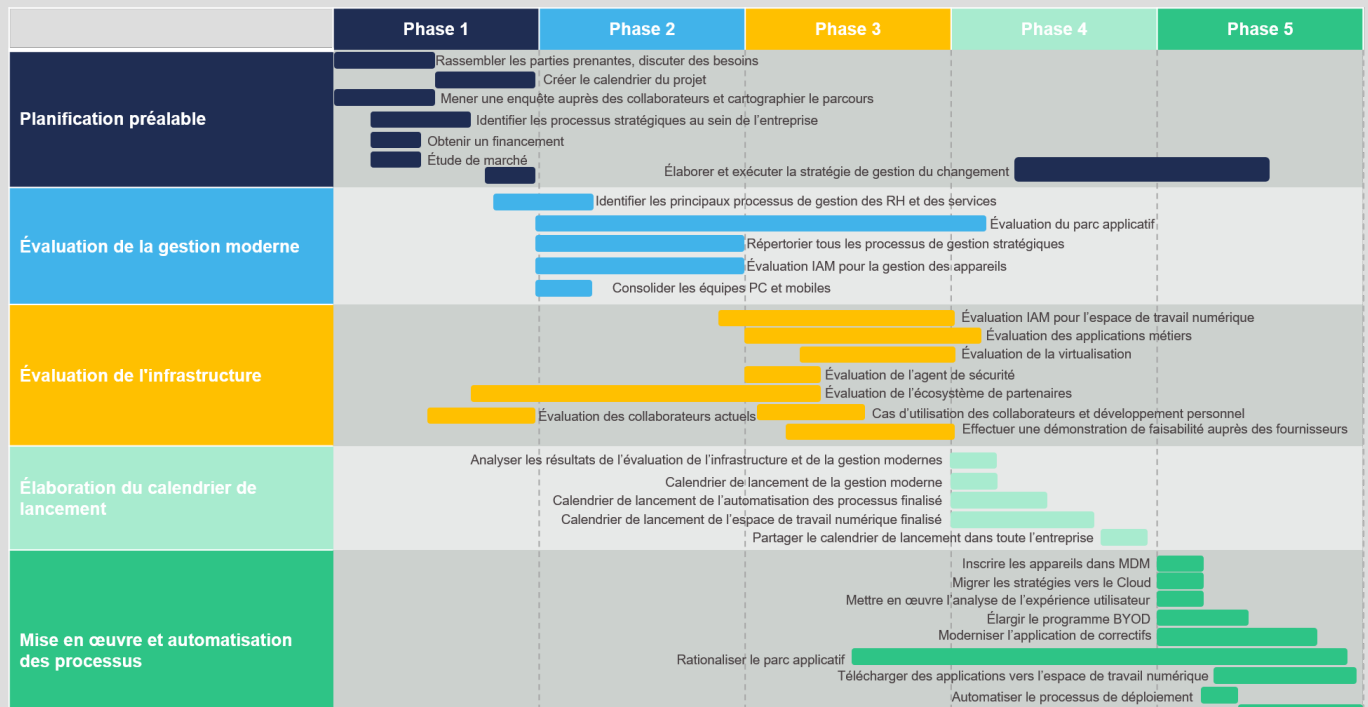 Phase 1
Phase 2
Phase 3
Phase 4
Phase 5
Planification préalable
Rassembler les parties prenantes, discuter des besoins
Créer le calendrier du projet
Mener une enquête auprès des collaborateurs et cartographier le parcours
Identifier les processus stratégiques au sein de l'entreprise
Obtenir un financement
Étude de marché
Élaborer et exécuter la stratégie de gestion du changement
Évaluation de la gestion moderne
Identifier les principaux processus de gestion des RH et des services
Évaluation du parc applicatif
Répertorier tous les processus de gestion stratégiques
Évaluation IAM pour la gestion des appareils
Consolider les équipes PC et mobiles
Évaluation de l'infrastructure
Évaluation IAM pour l'espace de travail numérique
Évaluation des applications métiers
Évaluation de la virtualisation
Évaluation de l'agent de sécurité
Évaluation de l'écosystème de partenaires
Évaluation des collaborateurs actuels
Cas d'utilisation des collaborateurs et développement personnel
Effectuer une démonstration de faisabilité auprès des fournisseurs
Élaboration du calendrier de
lancement
Analyser les résultats de l'évaluation de l'infrastructure et de la gestion modernes
Calendrier de lancement de la gestion moderne
Calendrier de lancement de l'automatisation des processus finalisé
Calendrier de lancement de l'espace de travail numérique finalisé
Partager le calendrier de lancement dans toute l'entreprise
Mise en œuvre et automatisation
des processus
Inscrire les appareils dans MDM
Migrer les stratégies vers le Cloud
Mettre en œuvre l'analyse de l'expérience utilisateur
Élargir le programme BYOD
Moderniser l'application de correctifs
Rationaliser le parc applicatif
Télécharger des applications vers l'espace de travail numérique
Automatiser le processus de déploiement